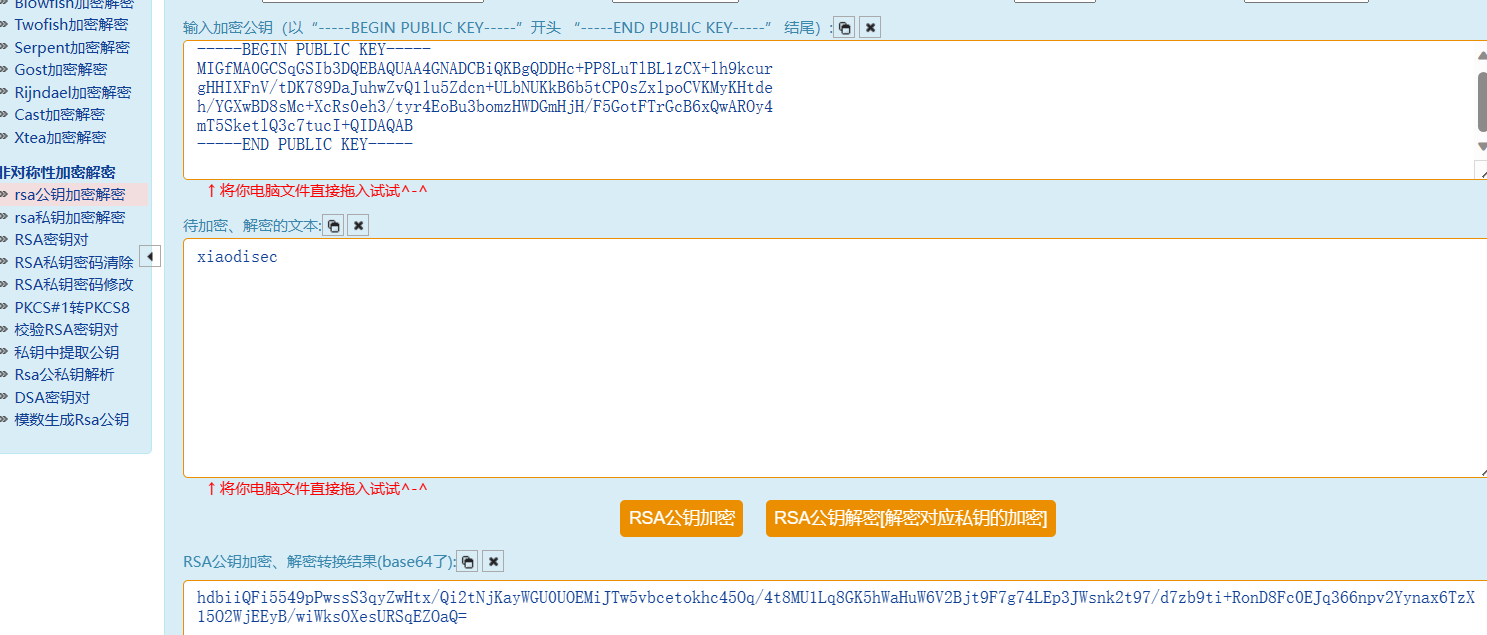 Blowfish加密解密
Twofish加密解密
Serpent加密解密
Gost加密解密
Rijndael加密解密
Cast加密解密
Xtea加密解密
非对称性加密解密
rsa公钥加密解密
rsa私钥加密解密
RSA密钥对
RSA私钥密码清除
RSA私钥密码修改
PKCS#1转PKCS8
校验RSA密钥对
私钥中提取公钥
Rsa公私钥解析
DSA密钥对
模数生成Rsa公钥
输入加密公钥（以“-----BEGIN PUBLIC KEY-----”开头 “-----END PUBLIC KEY-----” 结尾）:
-----BEGIN PUBLIC KEY-----
MIGfMA0GCSqGSIb3DQEBAQUAA4GNADCBiQKBgQDDHc+PP8LuTlBL1zCX+lh9kcur
gHHIXFnV/tDK789DaJuhwZvQ1lu5Zdcn+ULbNUKkB6b5tCP0sZxlpoCVKMyKHtde
h/YGXwBD8sMc+XcRs0eh3/tyr4EoBu3bomzHWDGmHjH/F5GotFTrGcB6xQwAROy4
mT5SketlQ3c7tucI+QIDAQAB
-----END PUBLIC KEY-----
↑将你电脑文件直接拖入试试^-^
待加密、解密的文本:
xiaodisec
↑将你电脑文件直接拖入试试^-^
RSA公钥加密
RSA公钥解密[解密对应私钥的加密]
RSA公钥加密、解密转换结果(base64了):
hdbiiQFi5549pPwssS3qyZwHtx/Qi2tNjKayWGU0UOEMiJTw5vbcetokhc45Oq/4t8MU1Lq8GK5hWaHuW6V2Bjt9F7g74LEp3JWsnk2t97/d7zb9ti+RonD8Fc0EJq366npv2Yynax6TzX
15O2WjEEyB/wiWksOXesURSqEZOaQ=